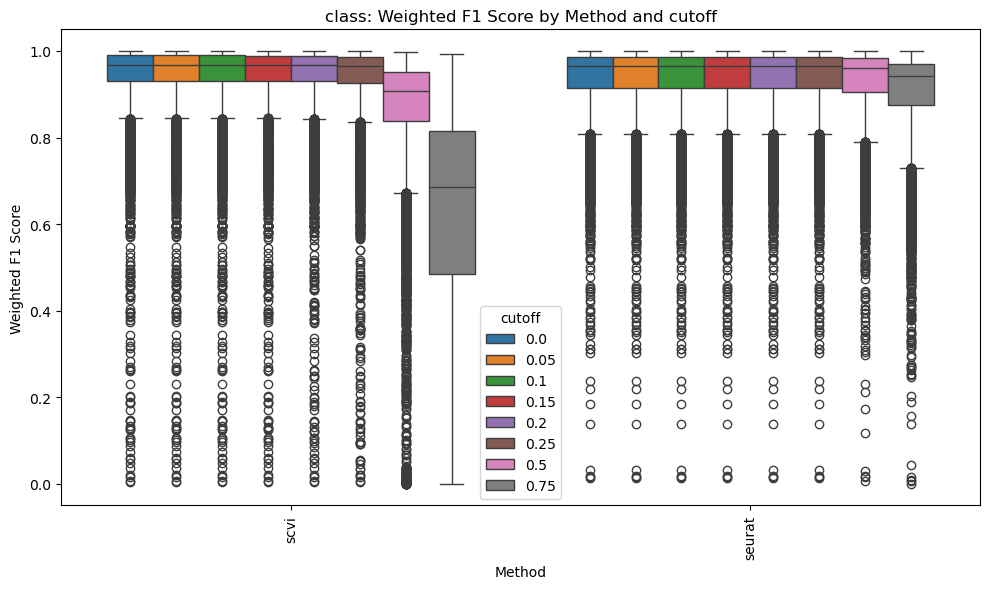 class: Weighted F1 Score by Method and cutoff
Weighted F1 Score
1.0
0.8
0.6
0.4
0.2
0.0
cutoff
0.0
0.05
0.1
0.15
0.2
0.25
0.5
0.75
scvi
seurat
Method